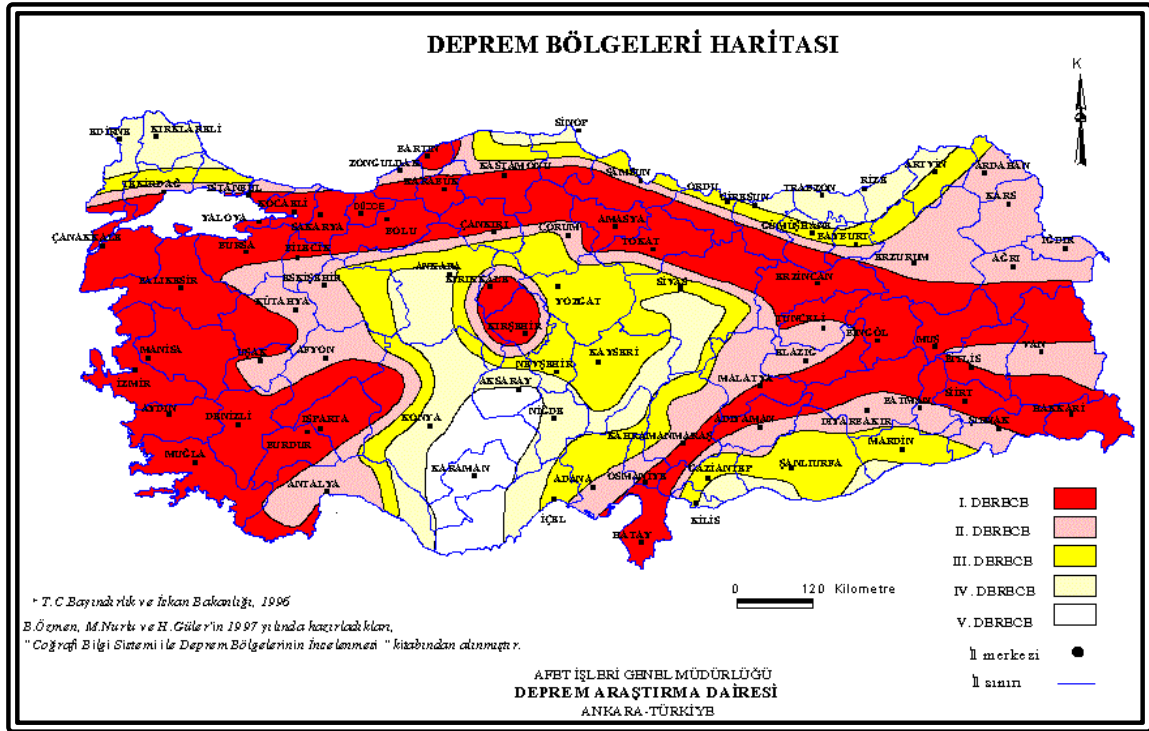 DEPREM BÖLGELERİ HARİTASI
K
SİNOP
EDİRNE
KIRKLARELİ
BARTIN
ZONGULDAK
KASTAMONU
ARTVİN
ARDAHAN
TEKİRDAĞ
İSTANBUL
KARABÜK
SAMSUN
ORDU
GİRESUN
TRABZON
RİZE
KARS
YALOVA
KOCAELİ
SAKARYA
DÜZCE
BOLU
ÇANKIRI
ÇORUM
AMASYA
TOKAT
GÜMÜŞHANE
BAYBURT
IĞDIR
ÇANAKKALE
BURSA
BİLECİK
ERZURUM
AĞRI
BALIKESİR
ESKİŞEHİR
ANKARA
KIRIKKALE
YOZGAT
SİVAS
ERZİNCAN
KÜTAHYA
KIRŞEHİR
TUNCELİ
BİNGÖL
MUŞ
VAN
MANİSA
UŞAK
AFYON
NEVŞEHİR
KAYSERİ
ELAZIĞ
BİTLİS
İZMİR
AKSARAY
MALATYA
SİİRT
AYDIN
DENİZLİ
ISPARTA
BURDUR
KONYA
NİĞDE
ADIYAMAN
DİYARBAKIR
BATMAN
ŞIRNAK
HAKKARİ
MUĞLA
KARAMAN
KAHRAMANMARAŞ
MARDİN
ANTALYA
ADANA
OSMANİYE
GAZİANTEP
ŞANLIURFA
İÇEL
KİLİS
HATAY
I. DERECE
II. DERECE
III. DERECE
IV. DERECE
V. DERECE
İl merkezi
İl sınırı
0 120 Kilometre
* T.C.Bayındırlık ve İskan Bakanlığı, 1996
B.Özmen, M.Nurlu ve H.Güler'in 1997 yılında hazırladıkları,
"Coğrafi Bilgi Sistemi ile Deprem Bölgelerinin İncelenmesi " kitabından alınmıştır.
AFET İŞLERİ GENEL MÜDÜRLÜĞÜ
DEPREM ARAŞTIRMA DAİRESİ
ANKARA-TÜRKİYE